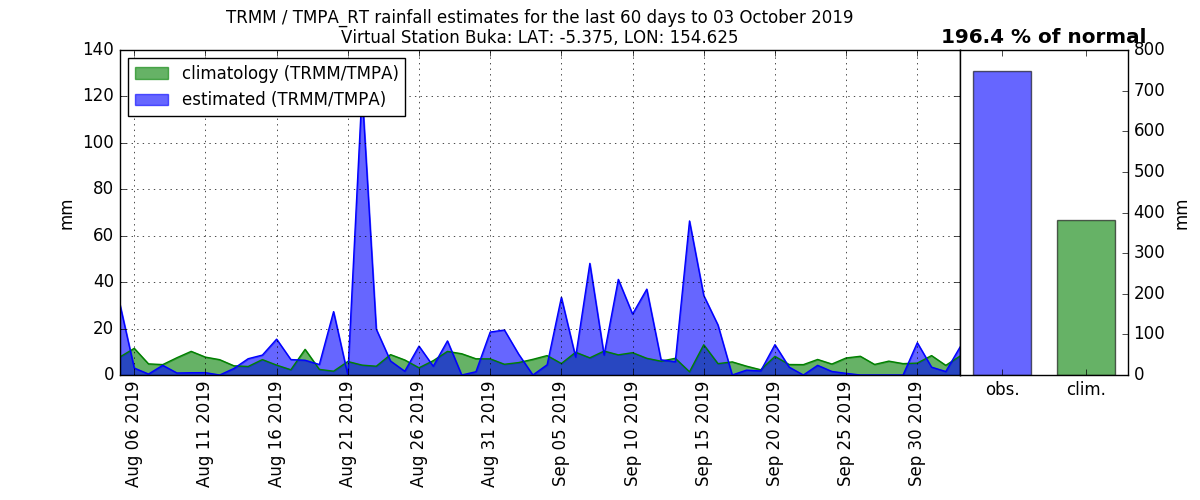 TRMM / TMPA_RT rainfall estimates for the last 60 days to 03 October 2019
Virtual Station Buka: LAT: -5.375, LON: 154.625
196.4 % of normal
climatology (TRMM/TMPA)
estimated (TRMM/TMPA)
140
120
100
80
60
40
20
0
mm
Aug 06 2019
Aug 11 2019
Aug 16 2019
Aug 21 2019
Aug 26 2019
Aug 31 2019
Sep 05 2019
Sep 10 2019
Sep 15 2019
Sep 20 2019
Sep 25 2019
Sep 30 2019
800
700
600
500
400
300
200
100
0
mm
obs.
clim.